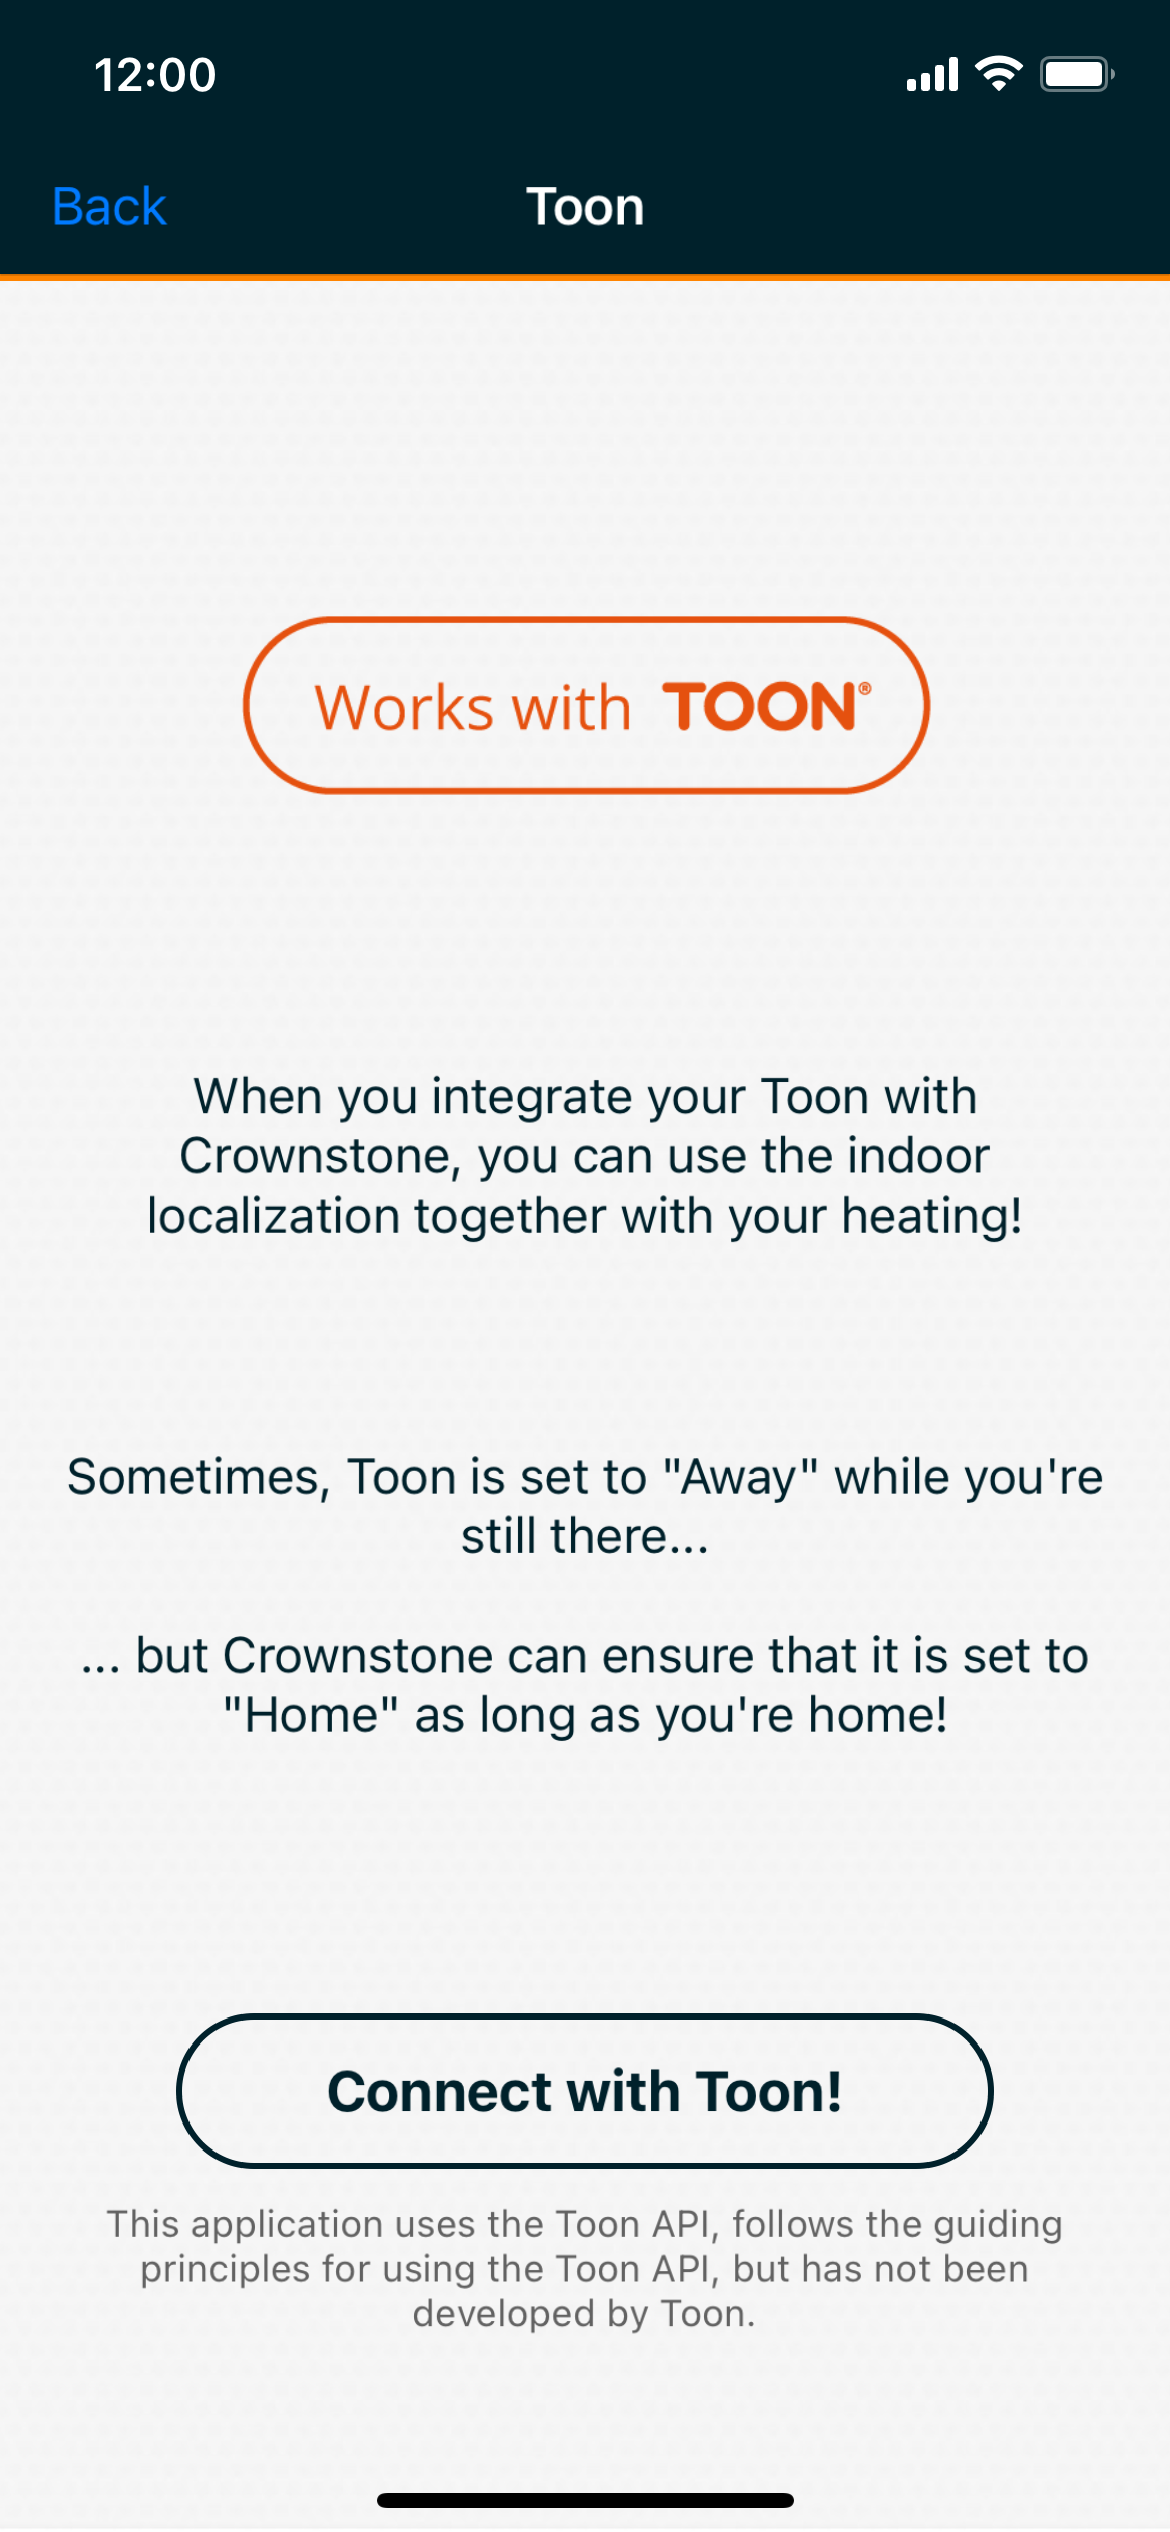 12:00
Back
Toon
Works with TOON®
When you integrate your Toon with
Crownstone, you can use the indoor
localization together with your heating!
Sometimes, Toon is set to "Away" while you're
still there...
... but Crownstone can ensure that it is set to
"Home" as long as you're home!
Connect with Toon!
This application uses the Toon API, follows the guiding
principles for using the Toon API, but has not been
developed by Toon.